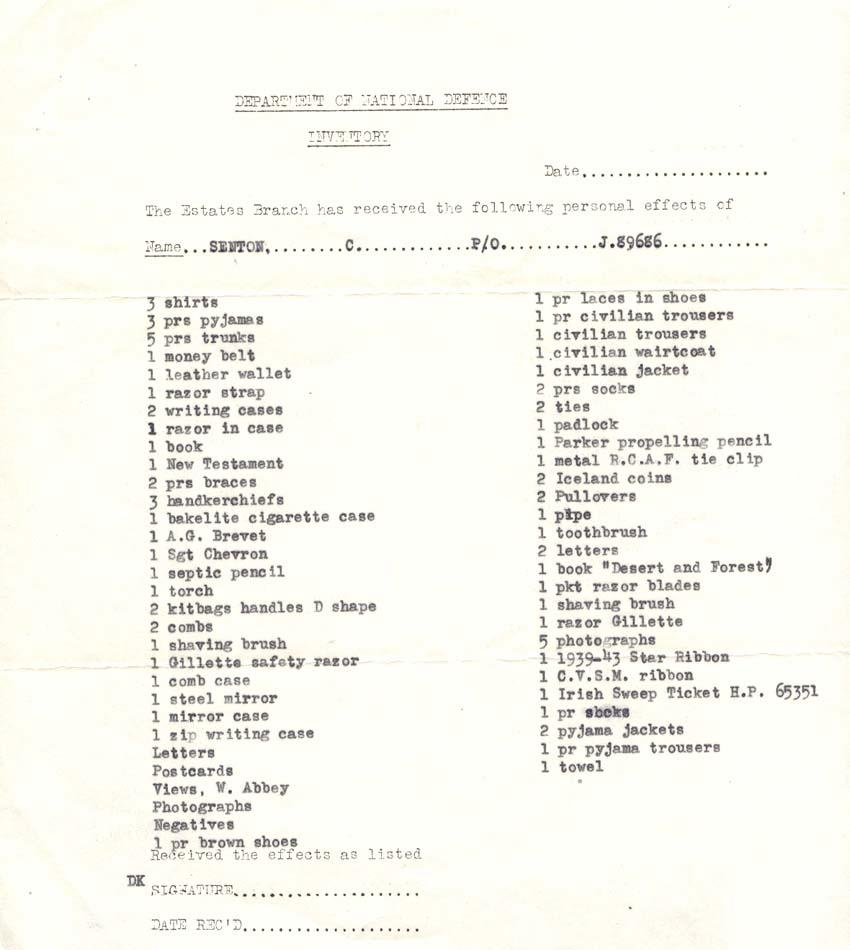 DEPARTMENT OF NATIONAL DEFENCE
INVENTORY
Date.....................
The Estates Branch has received the following personal effects of
Name...SENTON,........C.............P/O...........J.89686............
3 shirts
3 prs pyjamas
5 prs trunks
1 money belt
1 leather wallet
1 razor strap
2 writing cases
1 razor in case
1 book
1 New Testament
2 prs braces
3 handkerchiefs
1 bakelite cigarette case
1 A.G. Brevet
1 Sgt Chevron
1 septic pencil
1 torch
2 kitbags handles D shape
2 combs
1 shaving brush
1 Gillette safety razor
1 comb case
1 steel mirror
1 mirror case
1 zip writing case
Letters
Postcards
Views, W. Abbey
Photographs
Negatives
1 pr brown shoes
1 pr laces in shoes
1 pr civilian trousers
1 civilian trousers
1 civilian wairtcoat
1 civilian jacket
2 prs socks
2 ties
1 padlock
1 Parker propelling pencil
1 metal R.C.A.F. tie clip
2 Iceland coins
2 Pullovers
1 pipe
1 toothbrush
2 letters
1 book "Desert and Forest"
1 pkt razor blades
1 shaving brush
1 razor Gillette
5 photographs
1 1939-43 Star Ribbon
1 C.V.S.M. ribbon
1 Irish Sweep Ticket H.P. 65351
1 pr socks
2 pyjama jackets
1 pr pyjama trousers
1 towel
Received the effects as listed
DK
SIGNATURE.....................
DATE REC'D....................